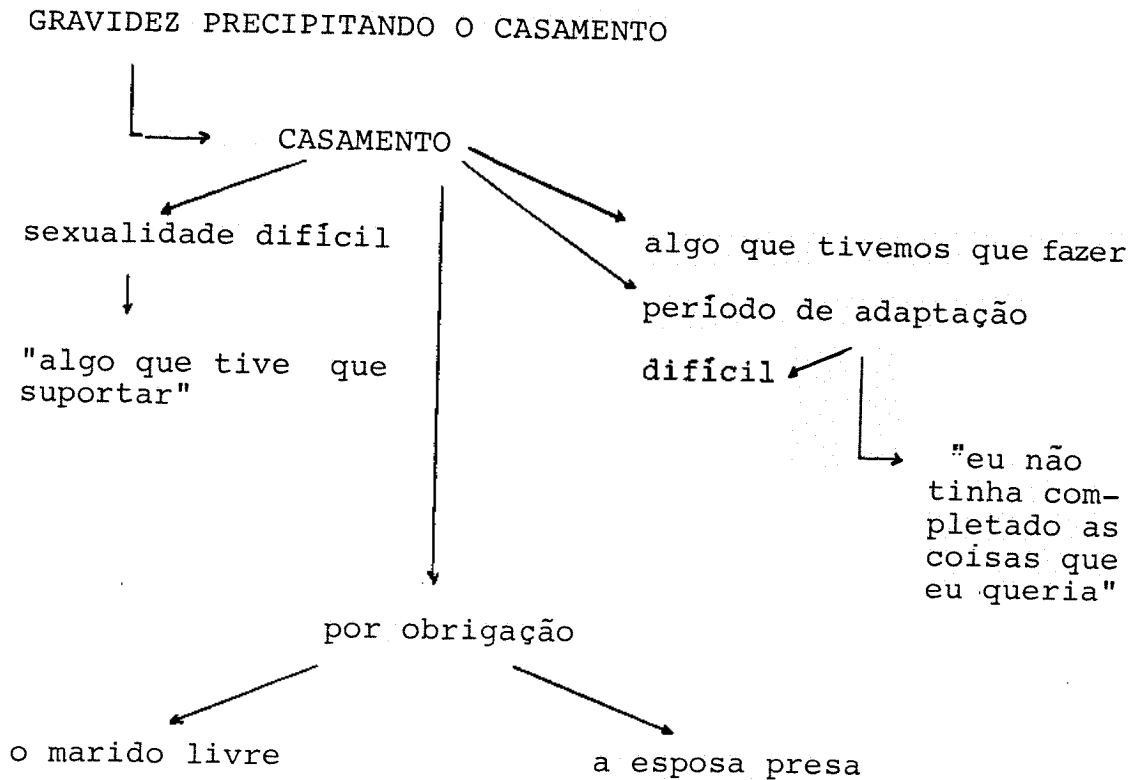 GRAVIDEZ PRECIPITANDO O CASAMENTO
CASAMENTO
sexualidade difícil
"algo que tive que
suportar"
algo que tivemos que fazer
período de adaptação
difícil
"eu não
tinha com-
pletado as
coisas que
eu queria"
por obrigação
o marido livre
a esposa presa